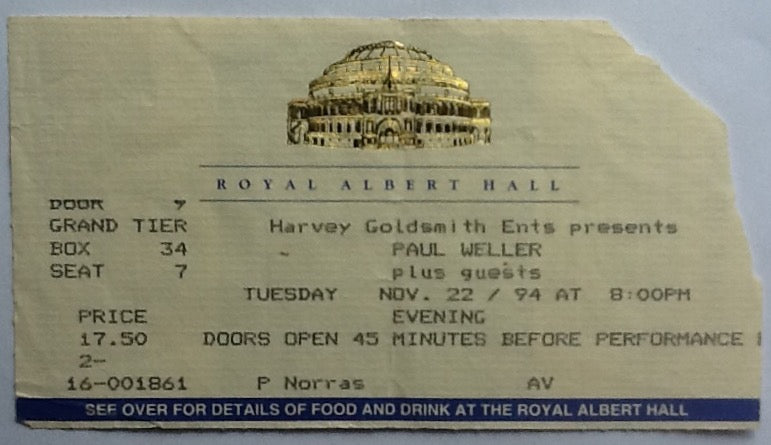 ROYAL ALBERT HALL
DOOR 9
GRAND TIER Harvey Goldsmith Ents presents
BOX 34 PAUL WELLER
SEAT 7 plus guests
TUESDAY NOV. 22 / 94 AT 8:00PM
PRICE EVENING
17.50 DOORS OPEN 45 MINUTES BEFORE PERFORMANCE
2-
16-001861 P Norras AV
SEE OVER FOR DETAILS OF FOOD AND DRINK AT THE ROYAL ALBERT HALL